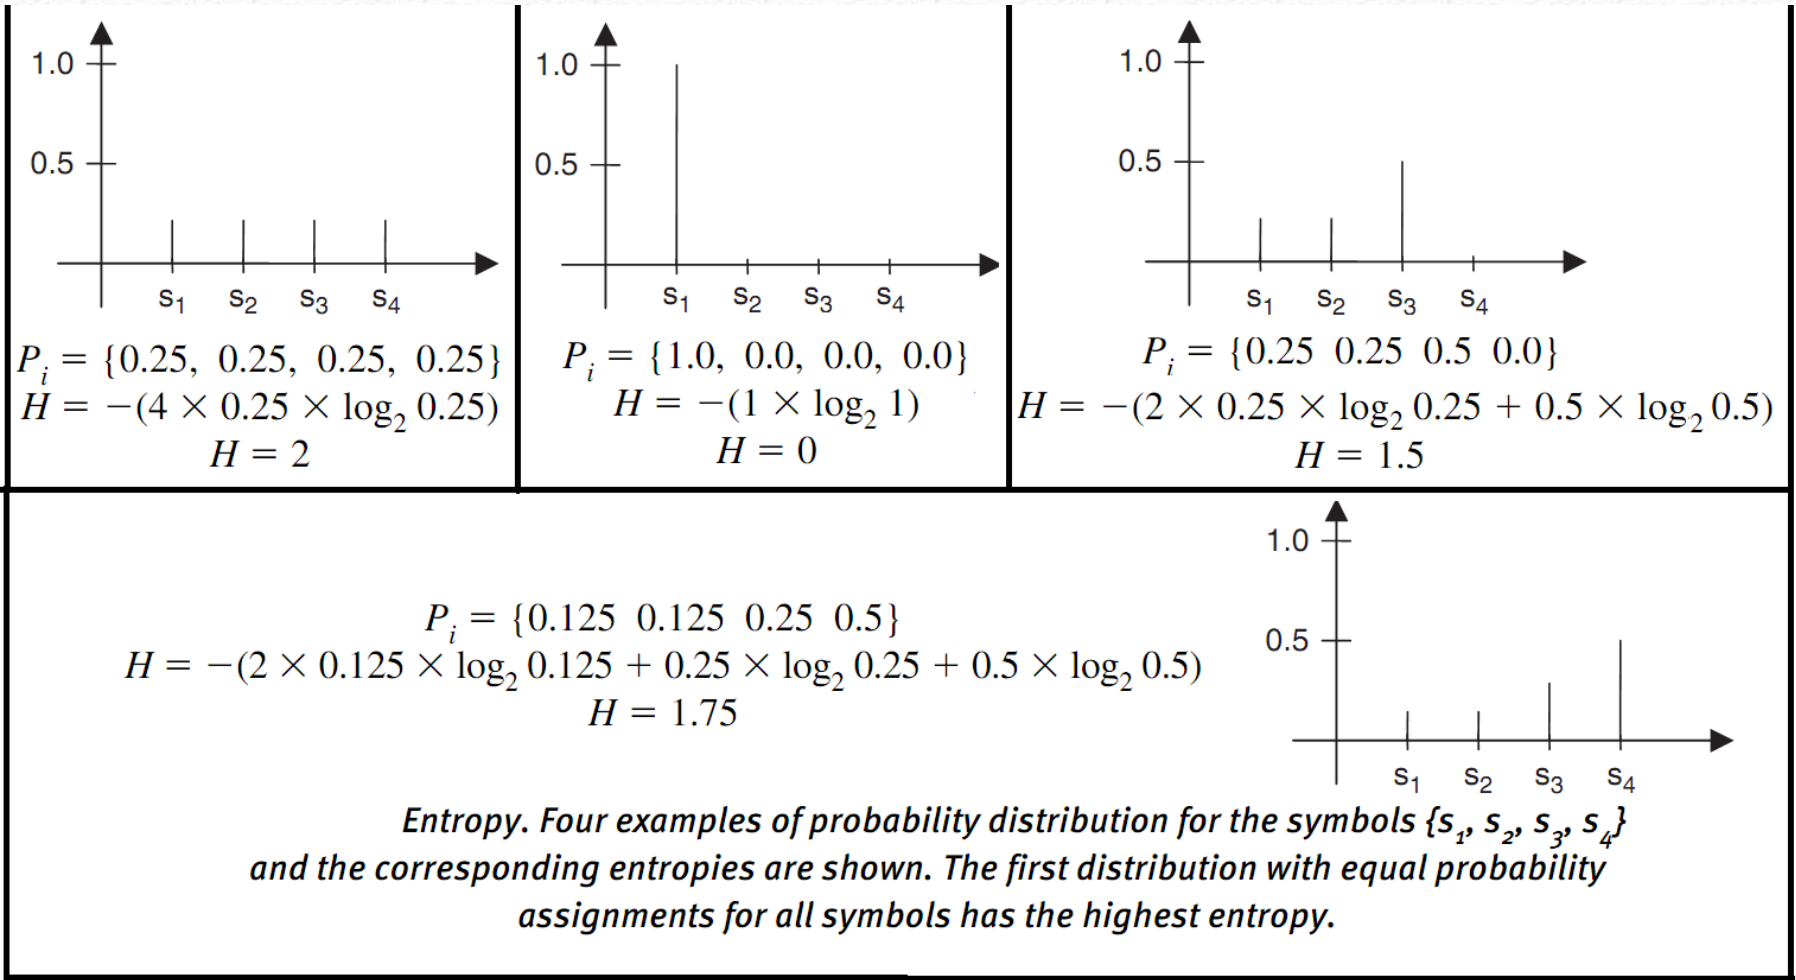 1.0
0.5
s₁ s₂ s₃ s₄
Pᵢ = {0.25, 0.25, 0.25, 0.25}
H = −(4 × 0.25 × log₂ 0.25)
H = 2
1.0
0.5
s₁ s₂ s₃ s₄
Pᵢ = {1.0, 0.0, 0.0, 0.0}
H = −(1 × log₂ 1)
H = 0
1.0
0.5
s₁ s₂ s₃ s₄
Pᵢ = {0.25 0.25 0.5 0.0}
H = −(2 × 0.25 × log₂ 0.25 + 0.5 × log₂ 0.5)
H = 1.5
Pᵢ = {0.125 0.125 0.25 0.5}
H = −(2 × 0.125 × log₂ 0.125 + 0.25 × log₂ 0.25 + 0.5 × log₂ 0.5)
H = 1.75
1.0
0.5
s₁ s₂ s₃ s₄
Entropy. Four examples of probability distribution for the symbols {s₁, s₂, s₃, s₄}
and the corresponding entropies are shown. The first distribution with equal probability
assignments for all symbols has the highest entropy.